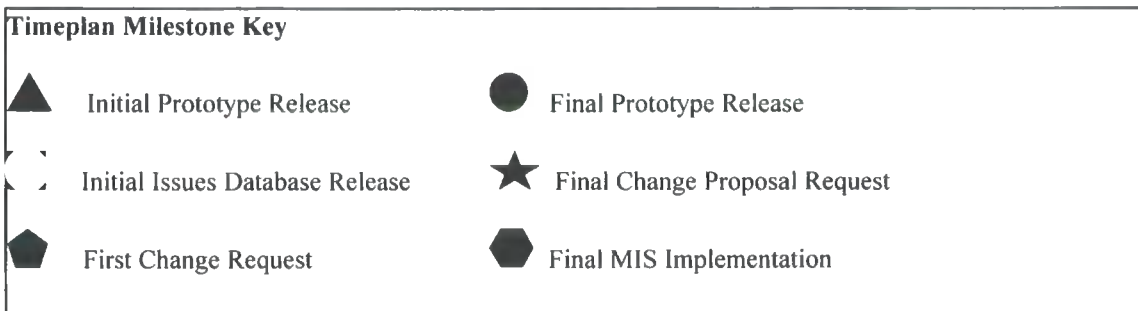 Timeplan Milestone Key
Initial Prototype Release
Final Prototype Release
Initial Issues Database Release
Final Change Proposal Request
First Change Request
Final MIS Implementation